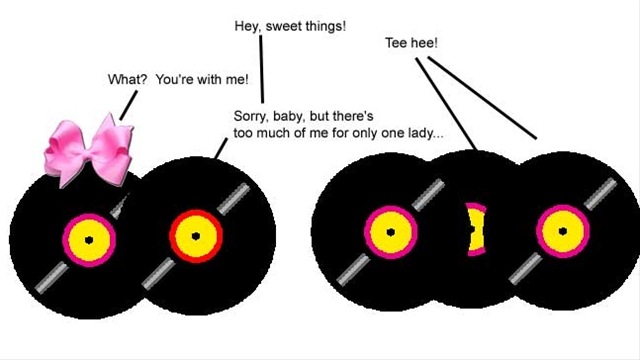 Hey, sweet things!
Tee hee!
What?  You're with me!
Sorry, baby, but there's
too much of me for only one lady...